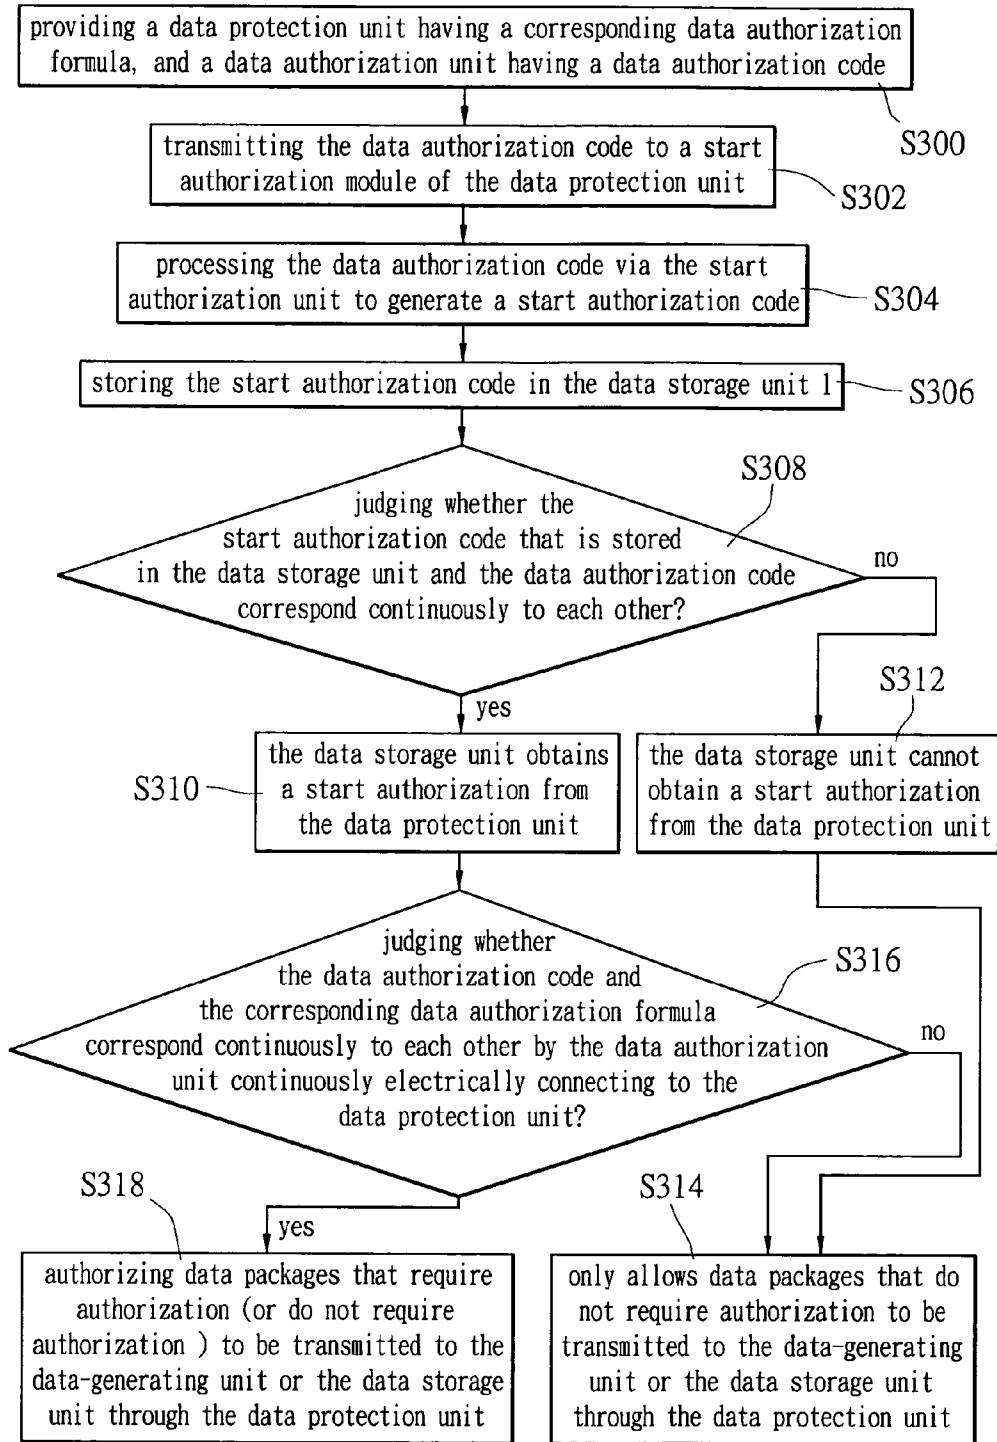 providing a data protection unit having a corresponding data authorization
formula, and a data authorization unit having a data authorization code
S300
transmitting the data authorization code to a start
authorization module of the data protection unit
S302
processing the data authorization code via the start
authorization unit to generate a start authorization code
S304
storing the start authorization code in the data storage unit 1
S306
S308
judging whether the
start authorization code that is stored
in the data storage unit and the data authorization code
correspond continuously to each other?
no
yes
S312
S310
the data storage unit obtains
a start authorization from
the data protection unit
the data storage unit cannot
obtain a start authorization
from the data protection unit
judging whether
the data authorization code and
the corresponding data authorization formula
correspond continuously to each other by the data authorization
unit continuously electrically connecting to the
data protection unit?
S316
no
S318
yes
S314
authorizing data packages that require
authorization (or do not require
authorization ) to be transmitted to the
data-generating unit or the data storage
unit through the data protection unit
only allows data packages that do
not require authorization to be
transmitted to the data-generating
unit or the data storage unit
through the data protection unit